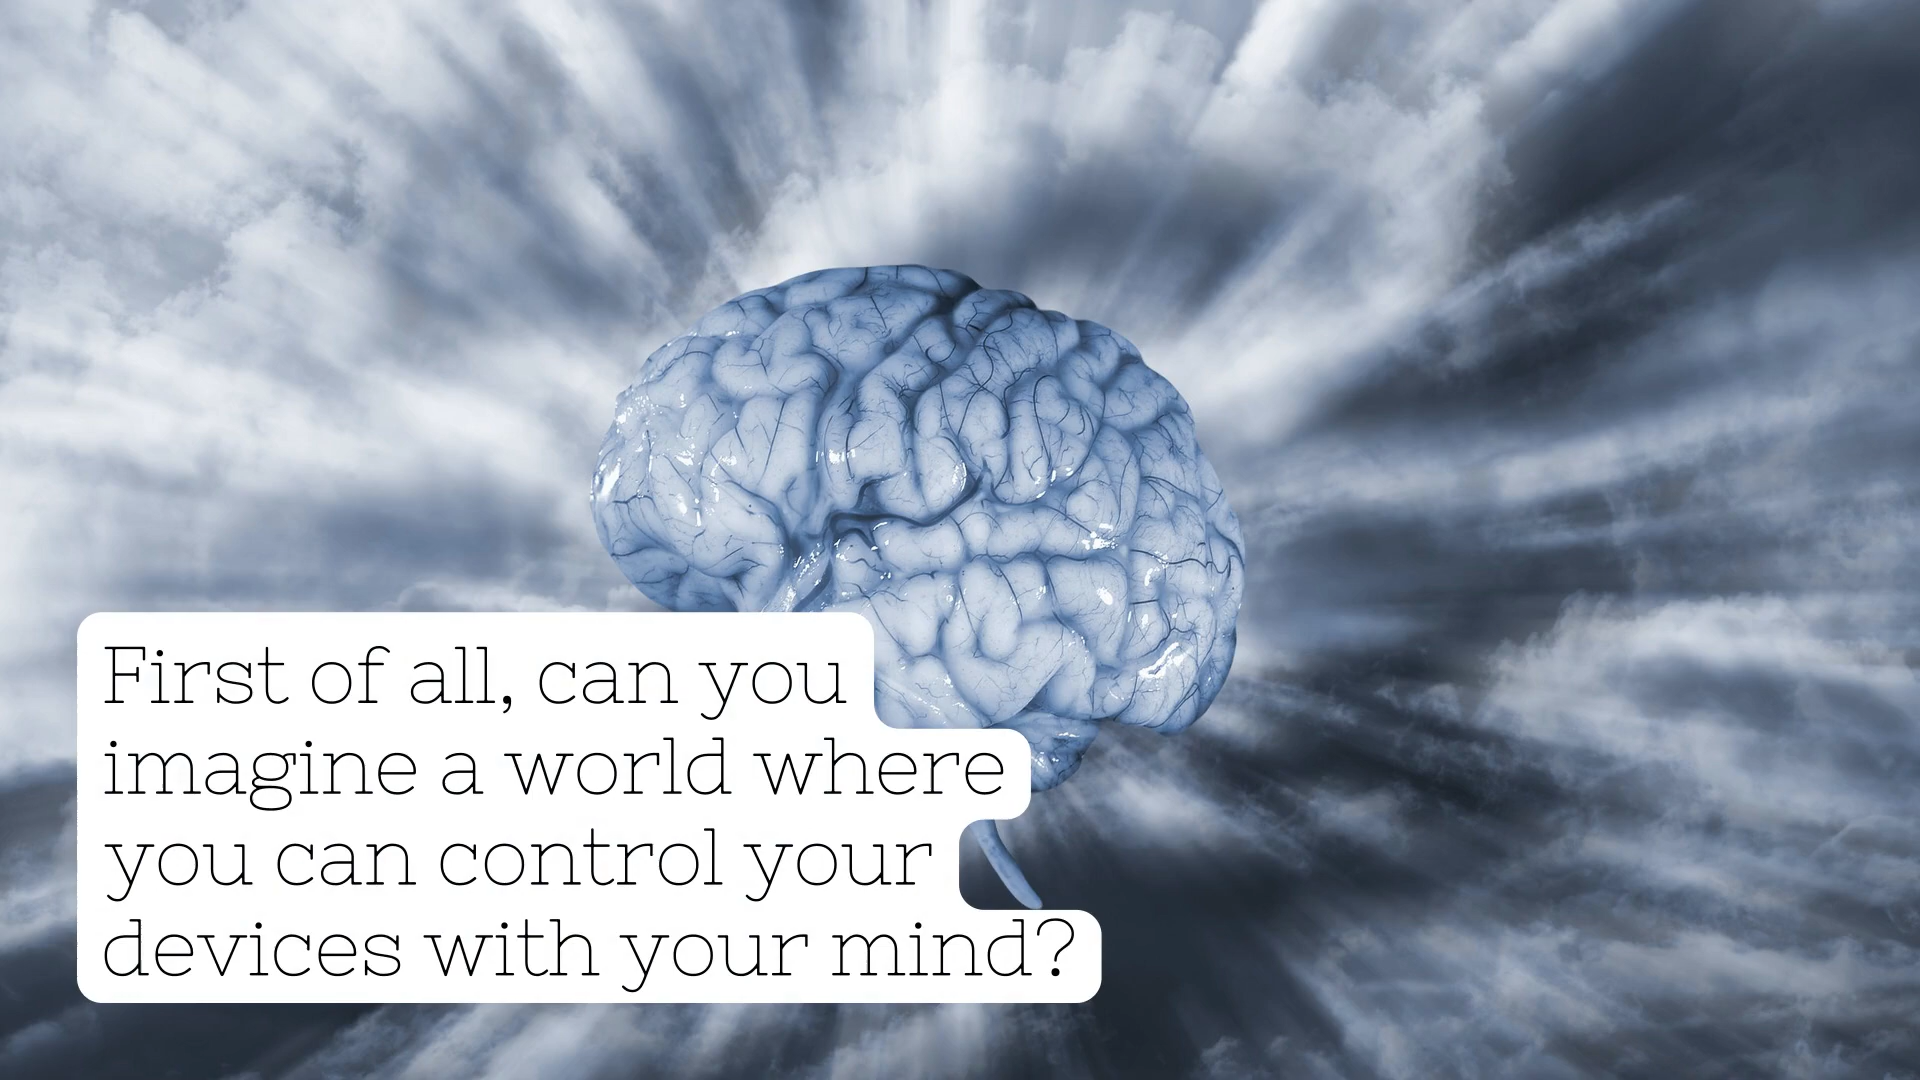 First of all, can you
imagine a world where
you can control your
devices with your mind?